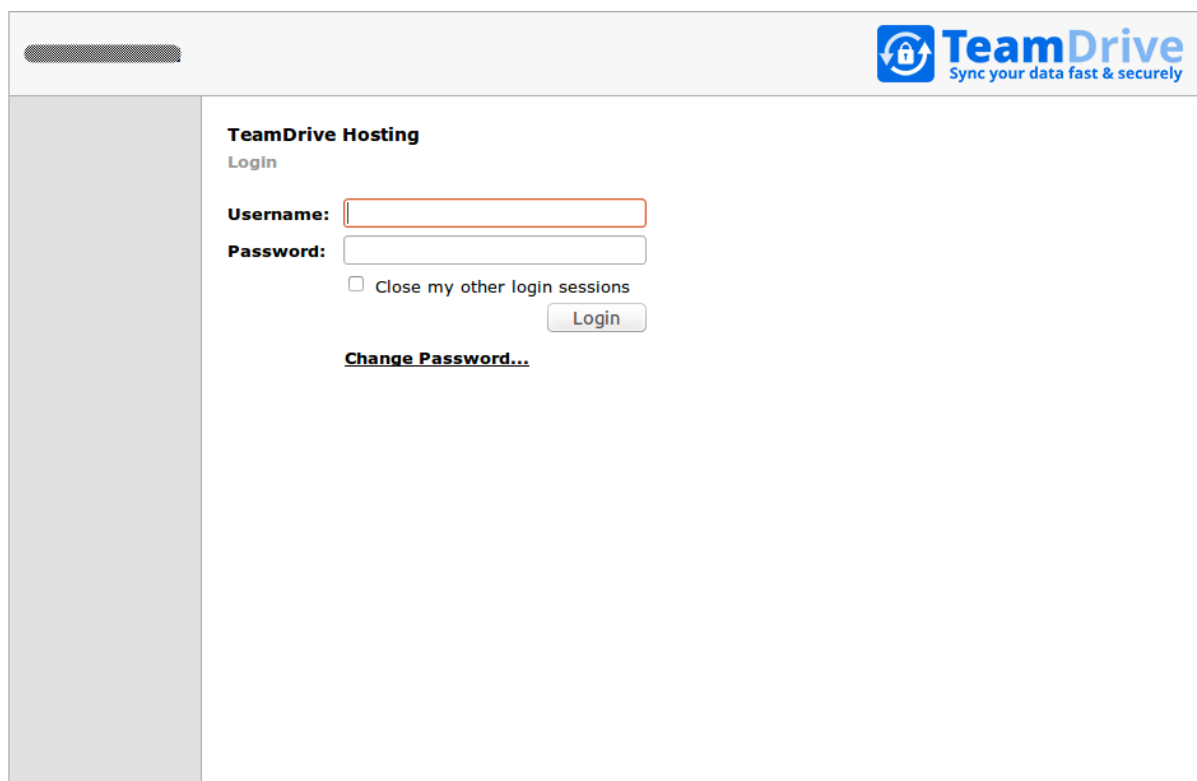 TeamDrive
Sync your data fast & securely
TeamDrive Hosting
Login
Username:
Password:
Close my other login sessions
Login
Change Password...